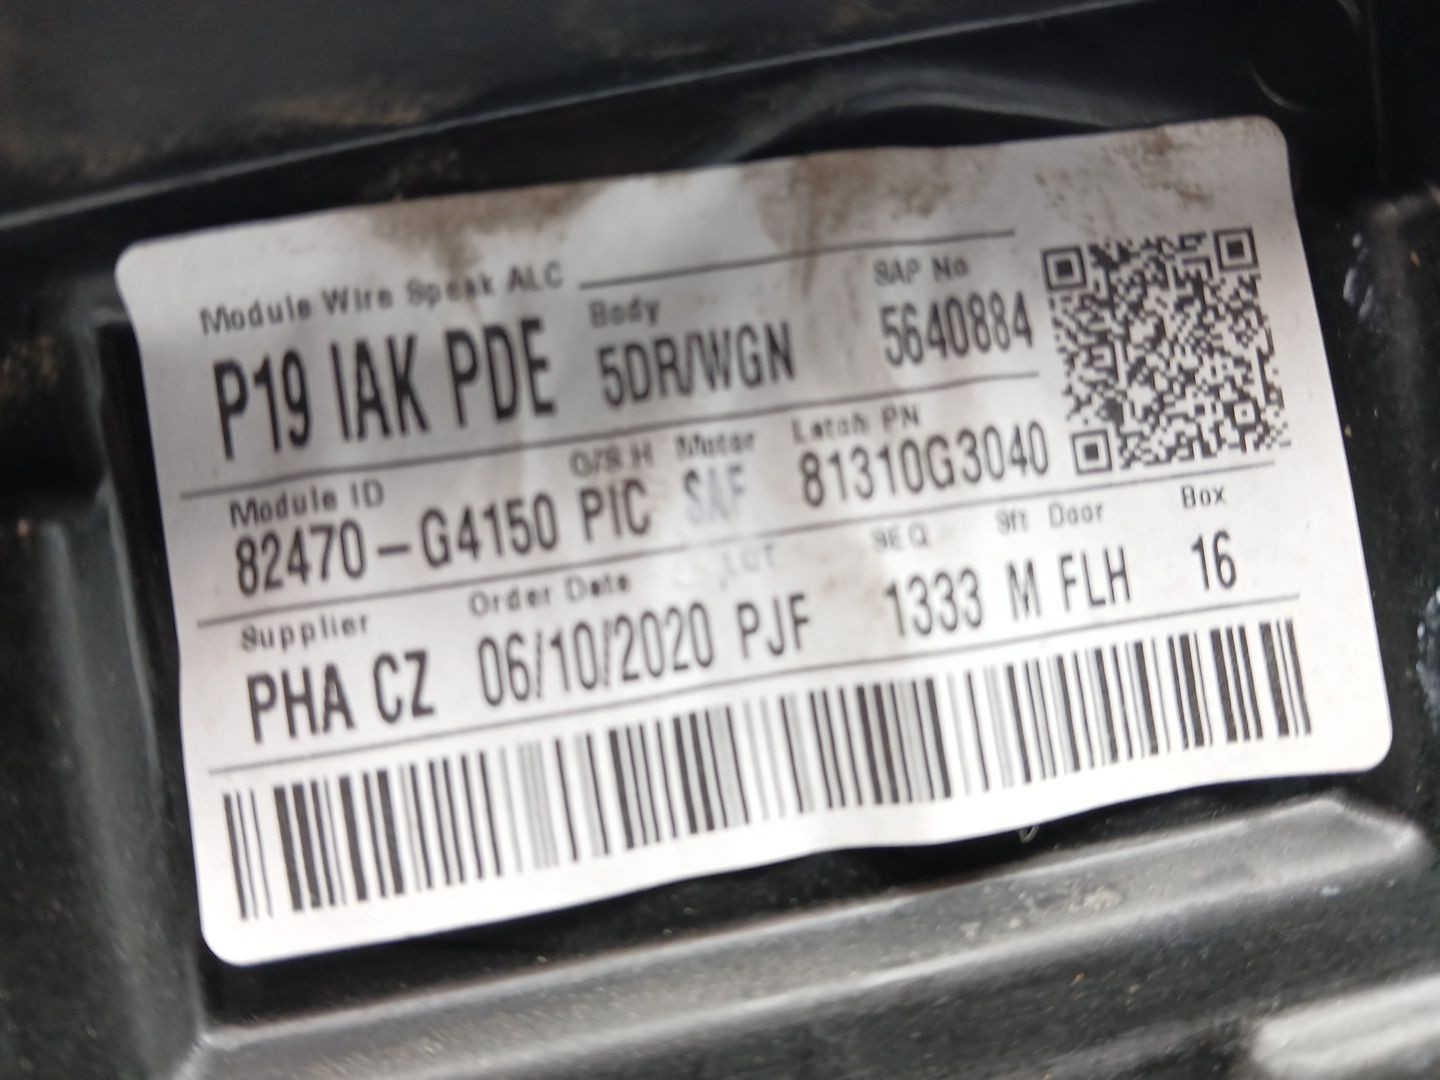 Module Wire Speak ALC Body SAP No
P19 IAK PDE 5DR/WGN 5640884
Module ID O/S H Motor Latch PN
82470-G4150 PIC SAF 81310G3040
Supplier Order Date LOT SEQ Sft Door Box
PHA CZ 06/10/2020 PJF 1333 M FLH 16